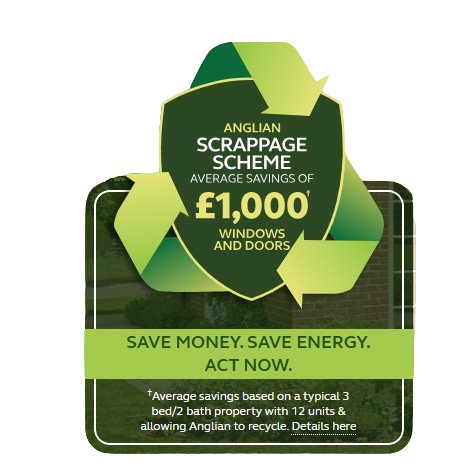 ANGLIAN
SCRAPPAGE
SCHEME
AVERAGE SAVINGS OF
£1,000†
WINDOWS
AND DOORS
SAVE MONEY. SAVE ENERGY.
ACT NOW.
†Average savings based on a typical 3
bed/2 bath property with 12 units &
allowing Anglian to recycle. Details here